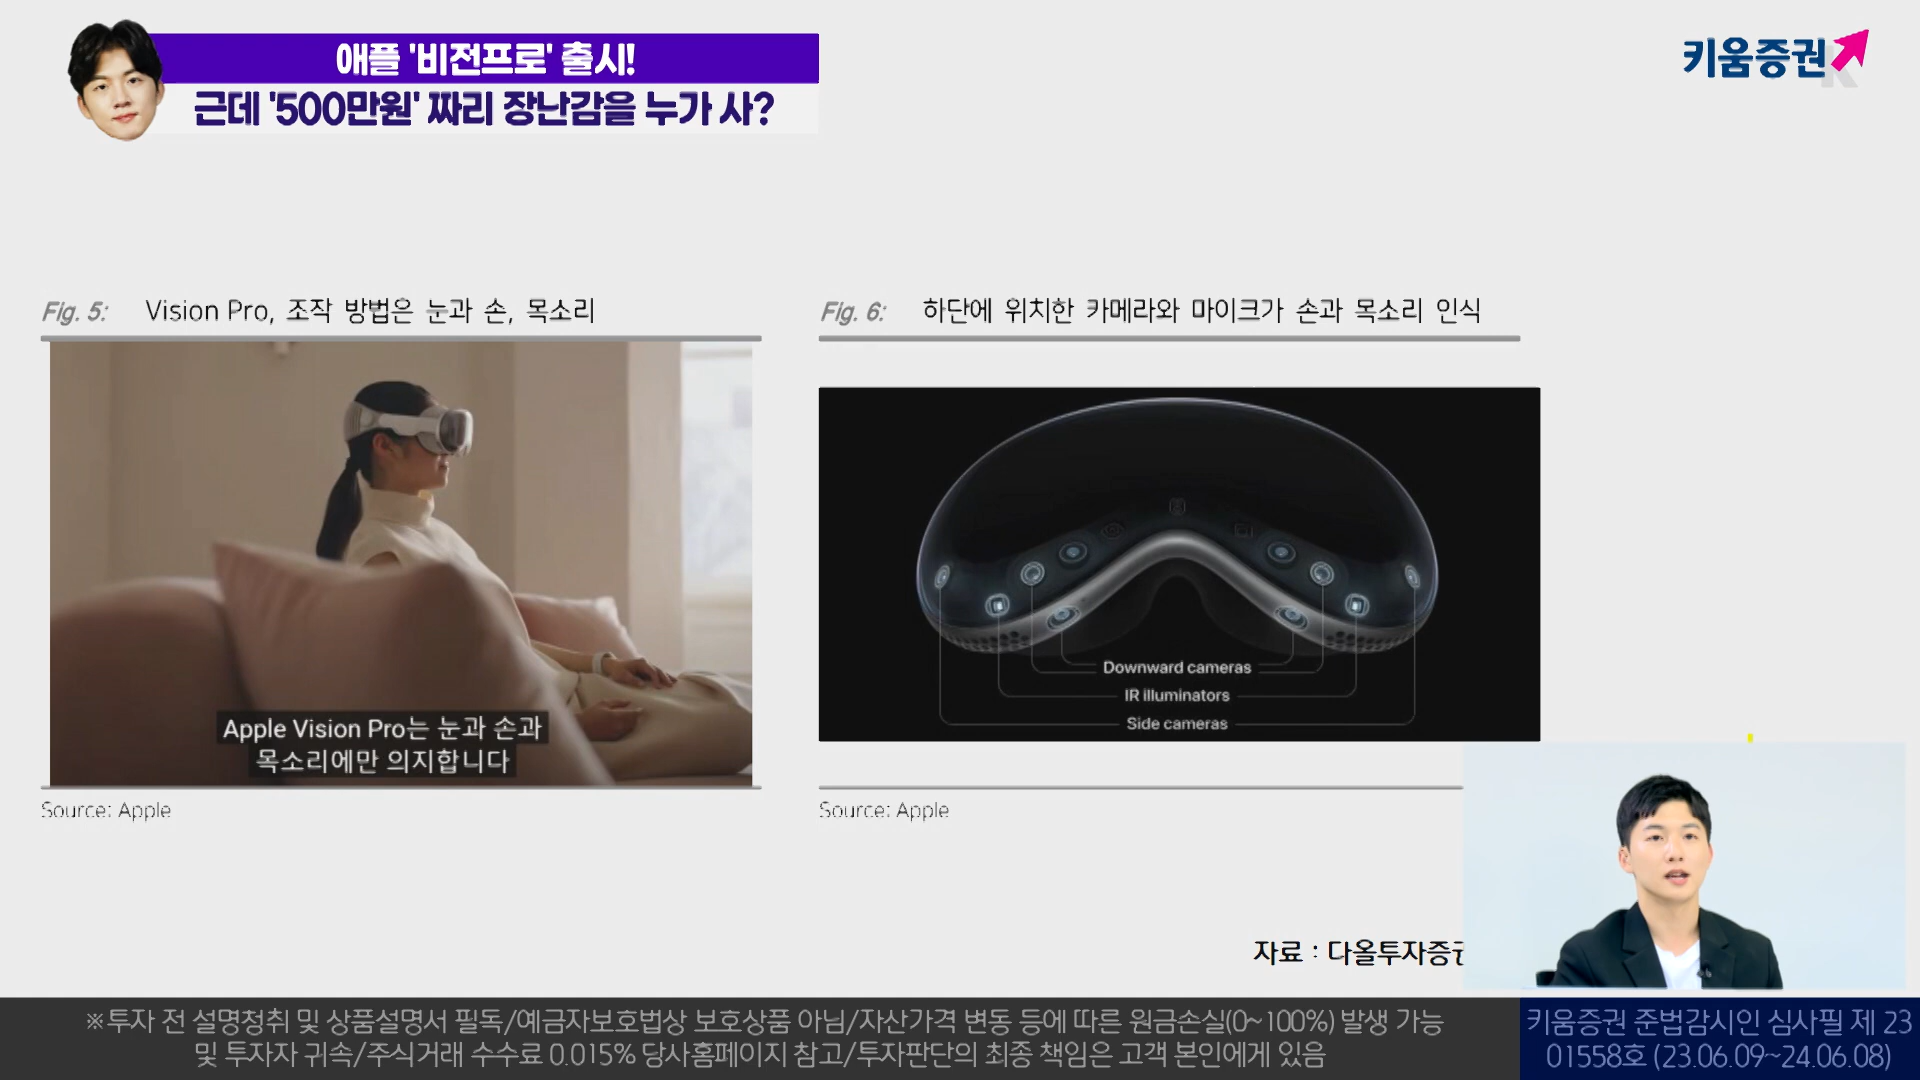 애플 '비전프로' 출시!
근데 '500만원' 짜리 장난감을 누가 사?
키움증권
Fig. 5: Vision Pro, 조작 방법은 눈과 손, 목소리
Apple Vision Pro는 눈과 손과
목소리에만 의지합니다
Source: Apple
Fig. 6: 하단에 위치한 카메라와 마이크가 손과 목소리 인식
Downward cameras
IR illuminators
Side cameras
Source: Apple
자료 : 다올투자증권
※투자 전 설명청취 및 상품설명서 필독/예금자보호법상 보호상품 아님/자산가격 변동 등에 따른 원금손실(0~100%) 발생 가능
및 투자자 귀속/주식거래 수수료 0.015% 당사홈페이지 참고/투자판단의 최종 책임은 고객 본인에게 있음
키움증권 준법감시인 심사필 제 23
01558호 (23.06.09~24.06.08)